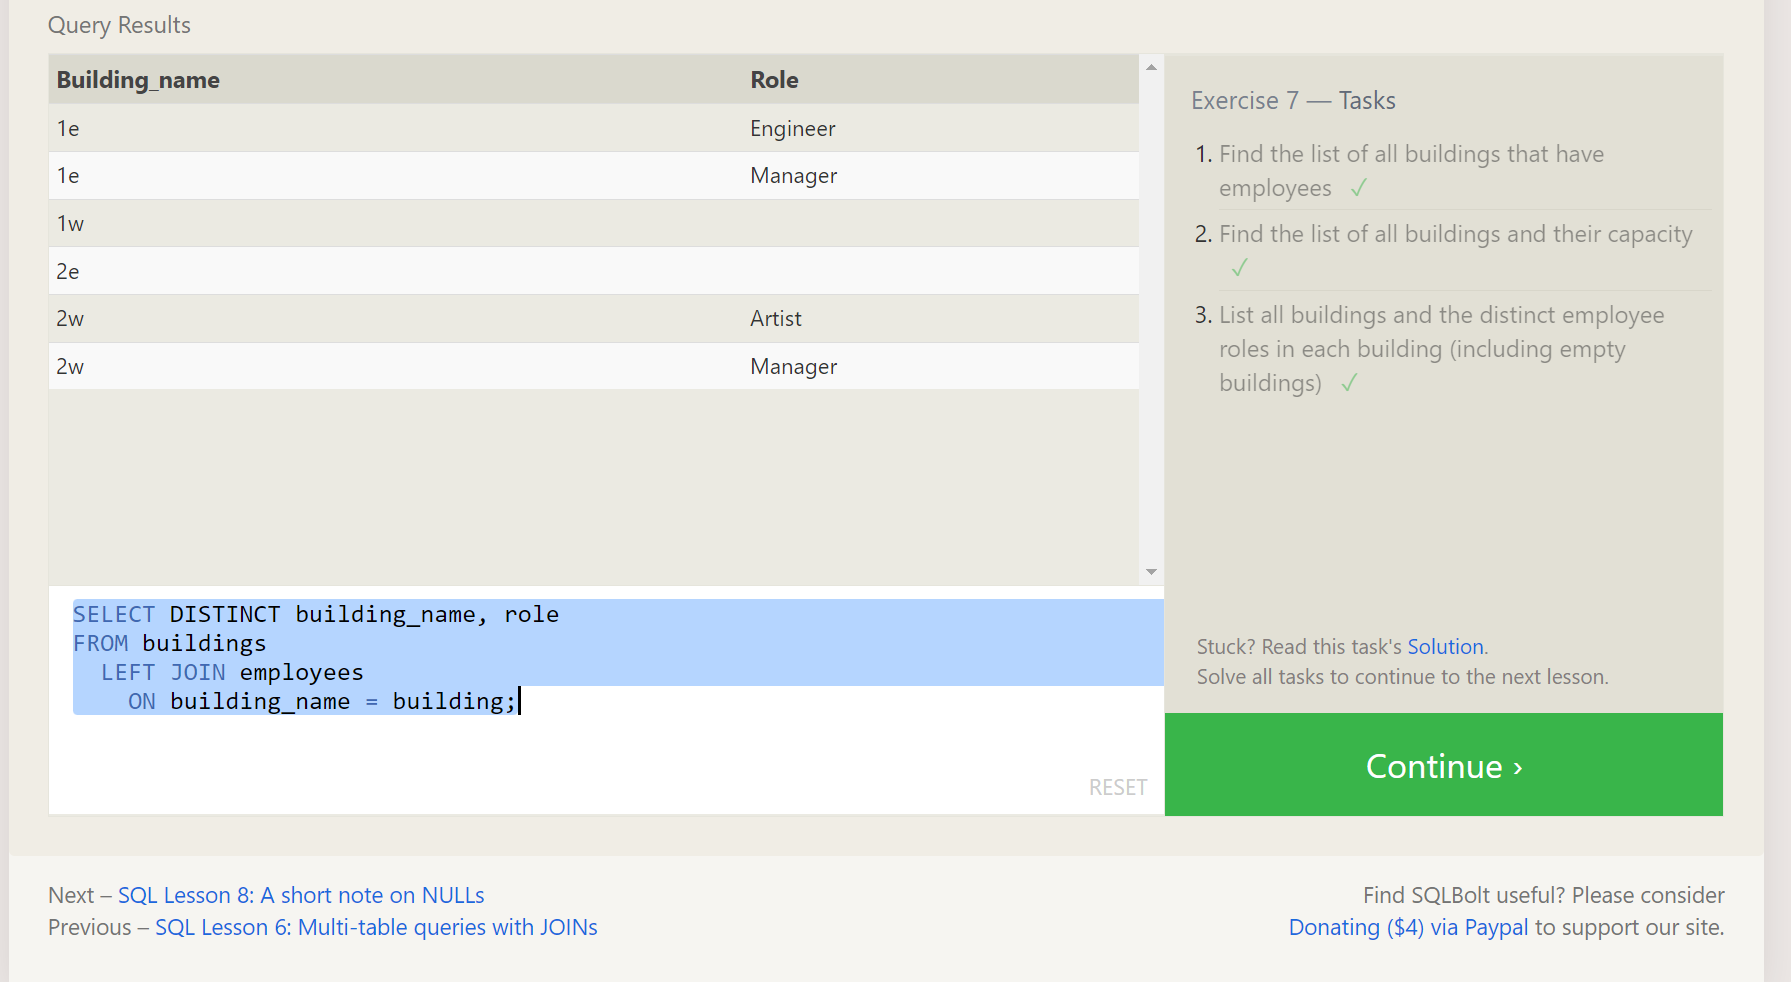 Query Results
Building_name Role
1e Engineer
1e Manager
1w
2e
2w Artist
2w Manager
SELECT DISTINCT building_name, role
FROM buildings
  LEFT JOIN employees
    ON building_name = building;
RESET
Exercise 7 — Tasks
1. Find the list of all buildings that have
employees ✓
2. Find the list of all buildings and their capacity
✓
3. List all buildings and the distinct employee
roles in each building (including empty
buildings) ✓
Stuck? Read this task's Solution.
Solve all tasks to continue to the next lesson.
Continue ›
Next – SQL Lesson 8: A short note on NULLs
Previous – SQL Lesson 6: Multi-table queries with JOINs
Find SQLBolt useful? Please consider
Donating ($4) via Paypal to support our site.